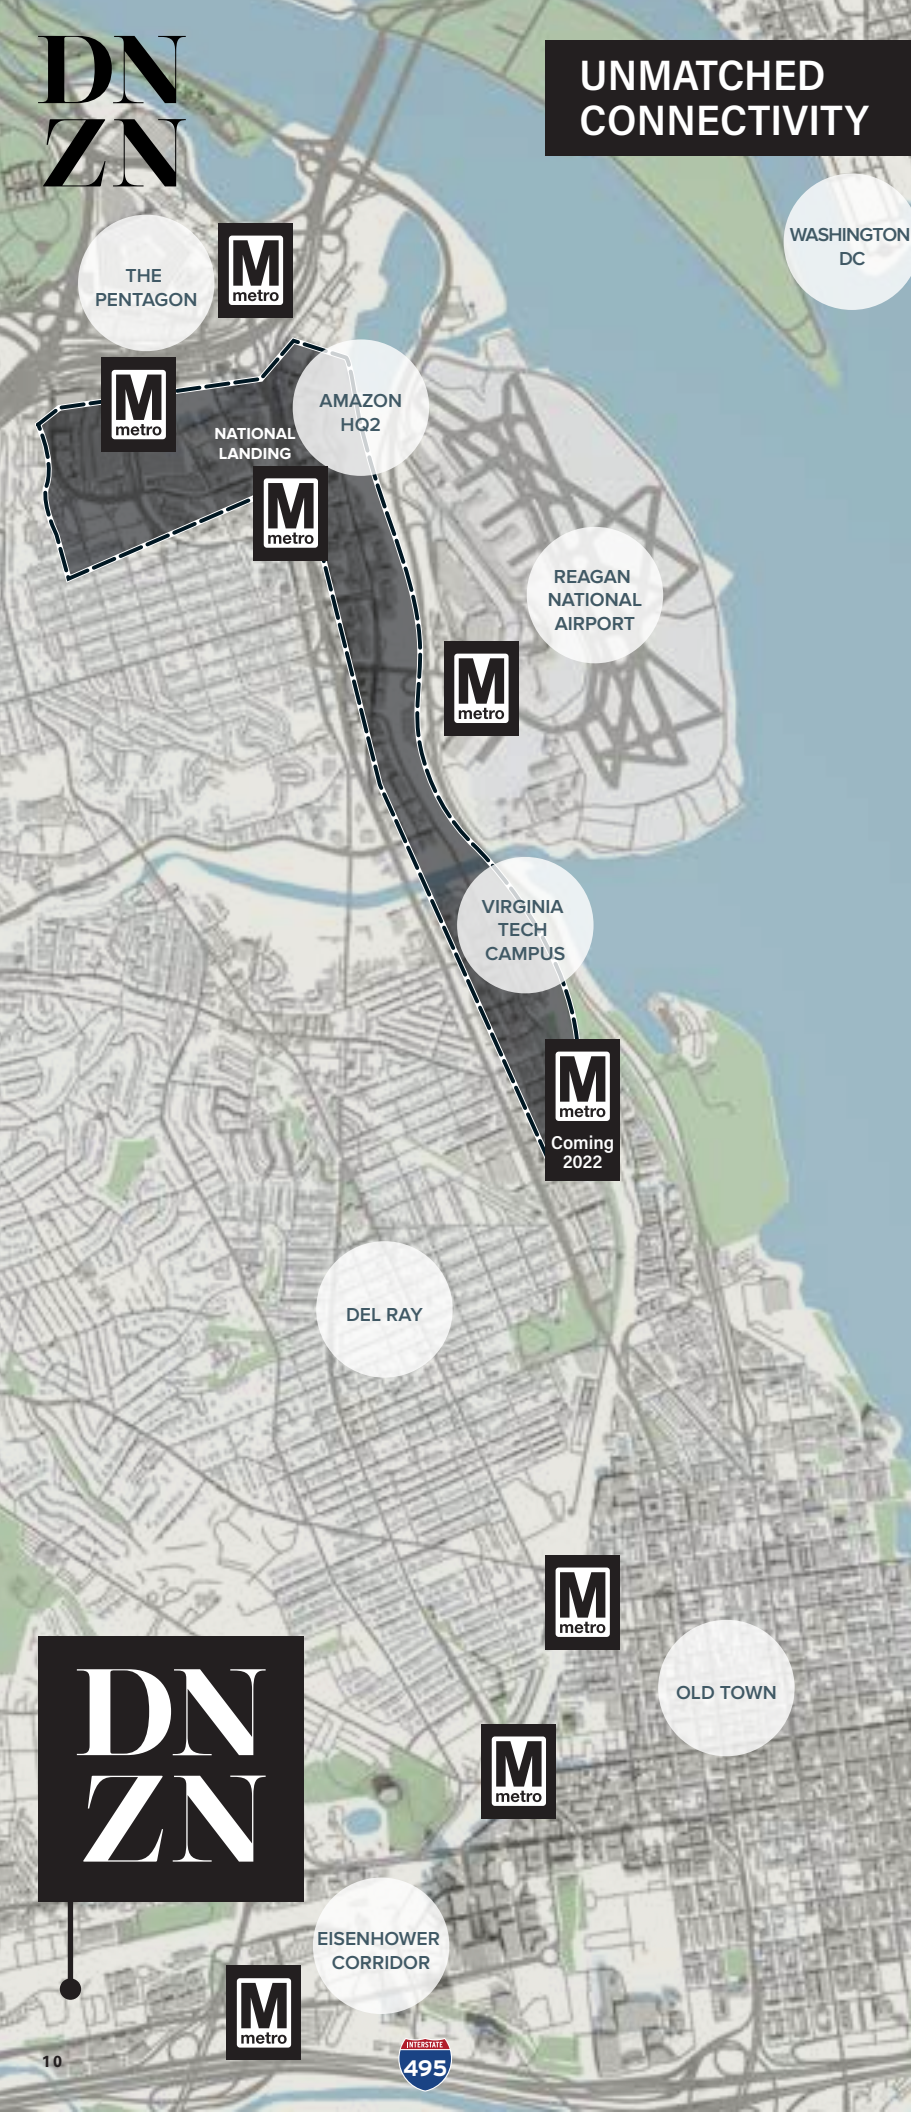 DN
ZN
UNMATCHED
CONNECTIVITY
WASHINGTON
DC
THE
PENTAGON
M
metro
M
metro
AMAZON
HQ2
NATIONAL
LANDING
M
metro
REAGAN
NATIONAL
AIRPORT
M
metro
VIRGINIA
TECH
CAMPUS
M
metro
Coming
2022
DEL RAY
M
metro
OLD TOWN
DN
ZN
M
metro
EISENHOWER
CORRIDOR
M
metro
INTERSTATE
495
10